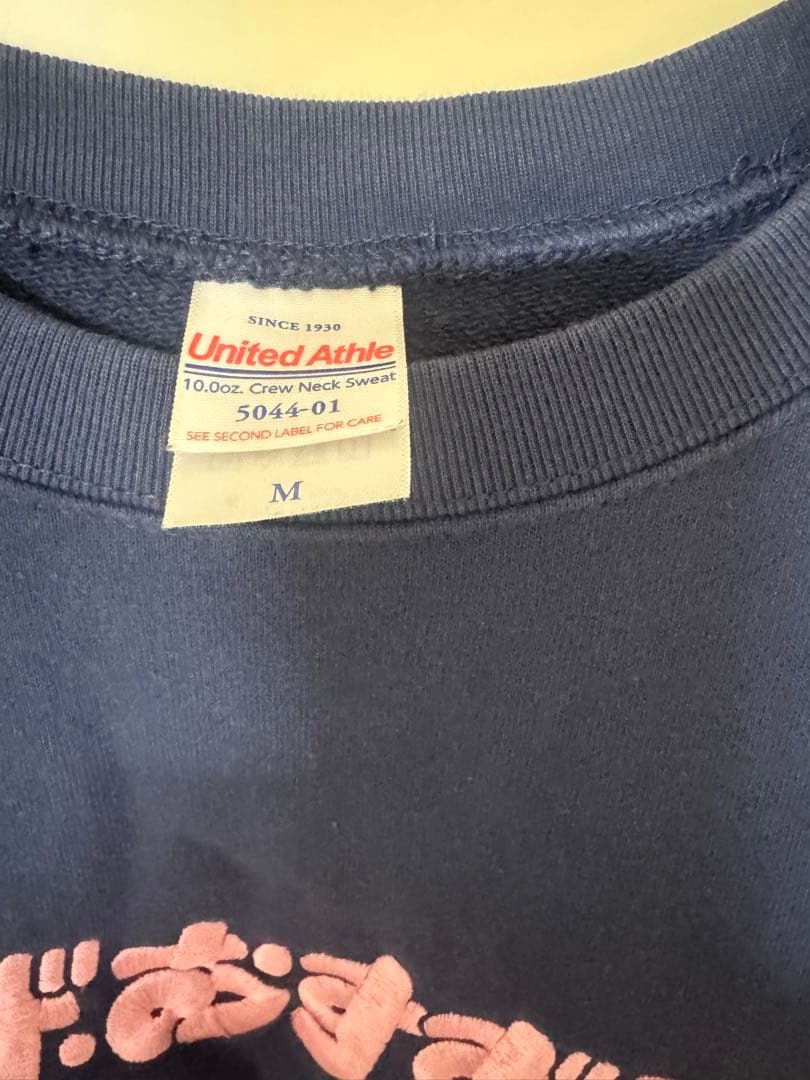 SINCE 1930
United Athle
10.0oz. Crew Neck Sweat
5044-01
SEE SECOND LABEL FOR CARE
M